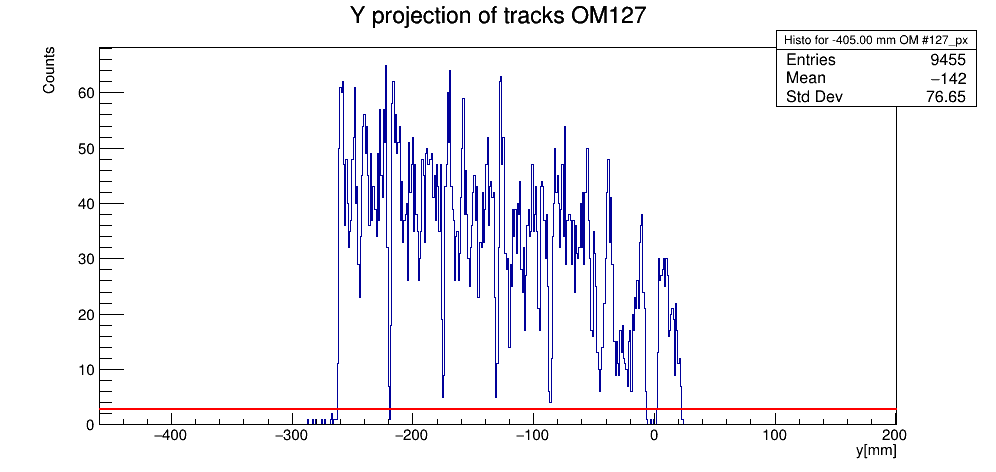 Y projection of tracks OM127
Histo for -405.00 mm OM #127_px
Entries 9455
Mean −142
Std Dev 76.65
Counts
60
50
40
30
20
10
0
−400 −300 −200 −100 0 100 200
y[mm]